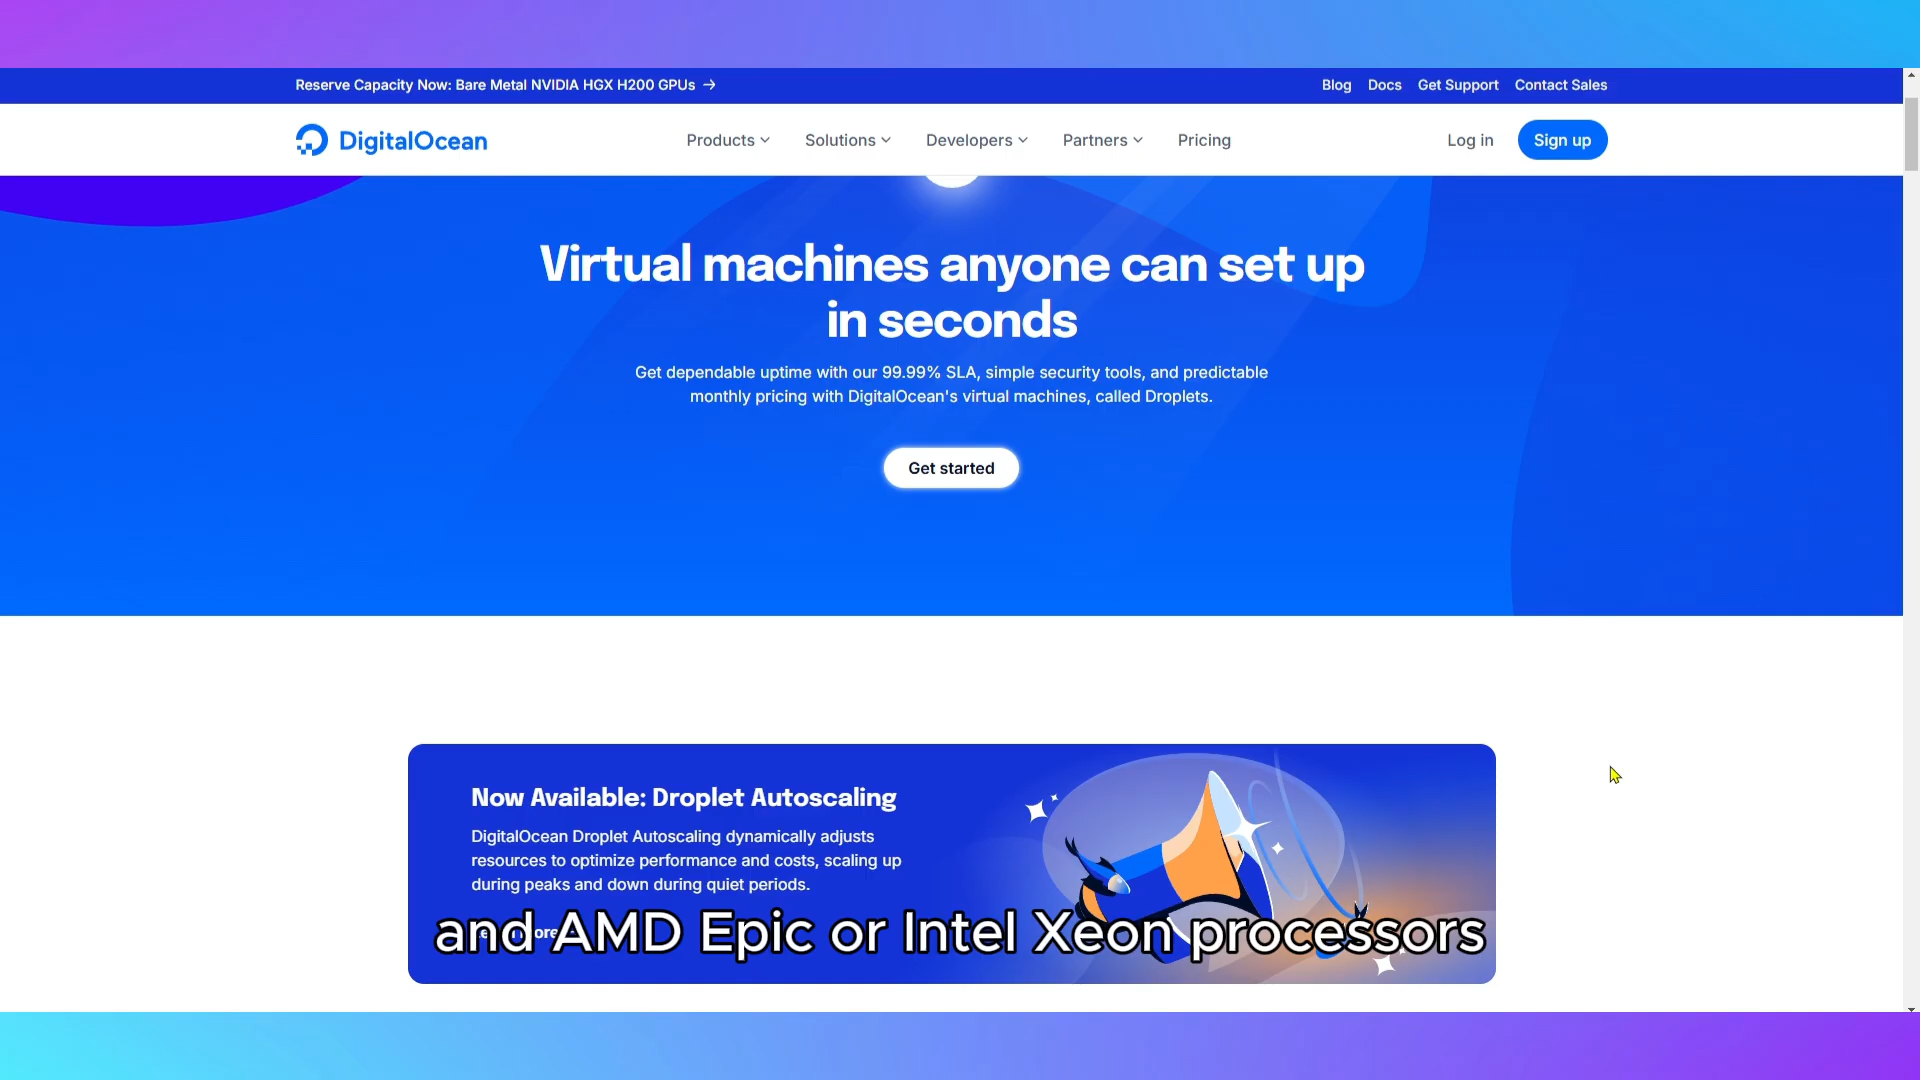 Reserve Capacity Now: Bare Metal NVIDIA HGX H200 GPUs →
Blog Docs Get Support Contact Sales
DigitalOcean
Products Solutions Developers Partners Pricing
Log in Sign up
Virtual machines anyone can set up
in seconds
Get dependable uptime with our 99.99% SLA, simple security tools, and predictable
monthly pricing with DigitalOcean's virtual machines, called Droplets.
Get started
Now Available: Droplet Autoscaling
DigitalOcean Droplet Autoscaling dynamically adjusts
resources to optimize performance and costs, scaling up
during peaks and down during quiet periods.
and AMD Epic or Intel Xeon processors